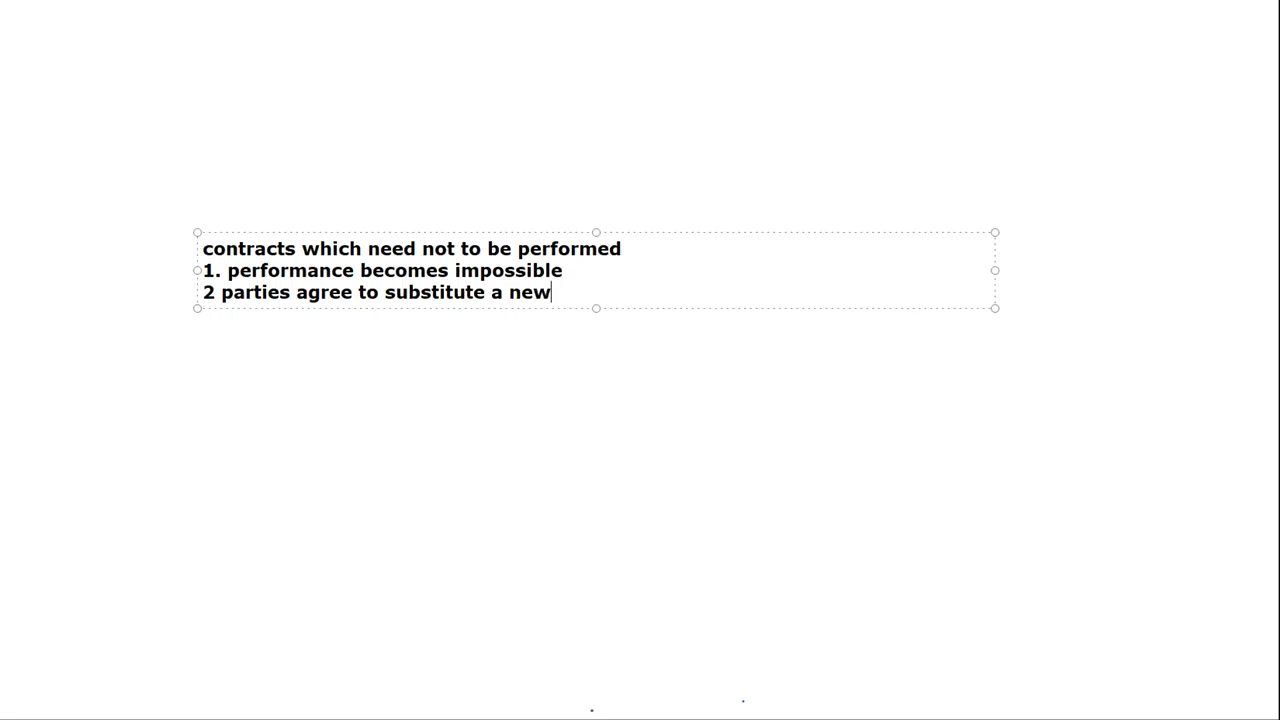 contracts which need not to be performed
1. performance becomes impossible
2 parties agree to substitute a new